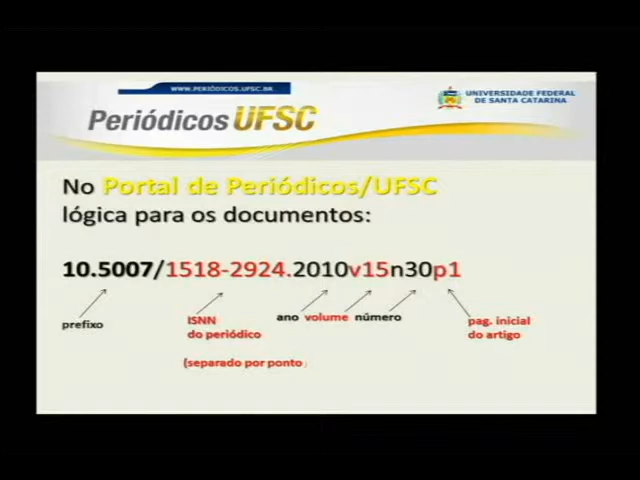 WWW.PERIÓDICOS.UFSC.BR
Periódicos UFSC
UNIVERSIDADE FEDERAL
DE SANTA CATARINA
No Portal de Periódicos/UFSC
lógica para os documentos:
10.5007/1518-2924.2010v15n30p1
prefixo
ISNN
do periódico
(separado por ponto)
ano volume número
pag. inicial
do artigo